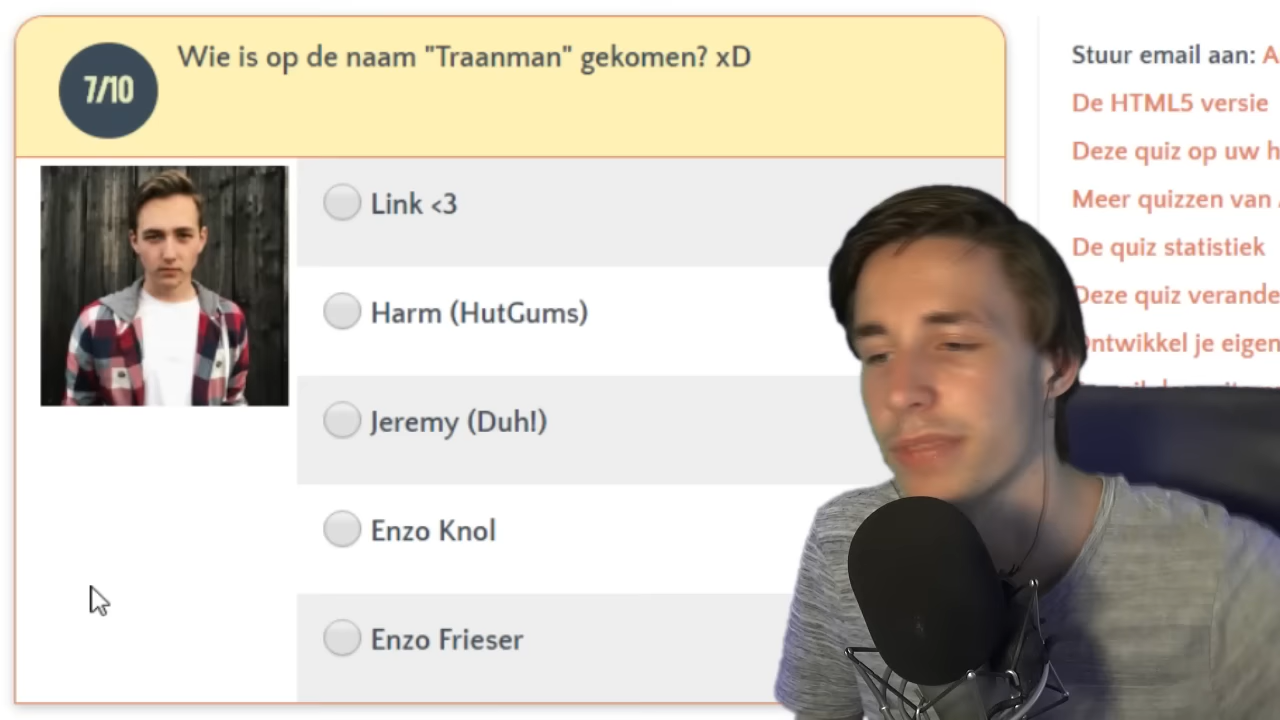 7/10
Wie is op de naam "Traanman" gekomen? xD
Link <3
Harm (HutGums)
Jeremy (Duh!)
Enzo Knol
Enzo Frieser
Stuur email aan:
De HTML5 versie
Deze quiz op uw
Meer quizzen van
De quiz statistiek
Deze quiz
Ontwikkel je eigen